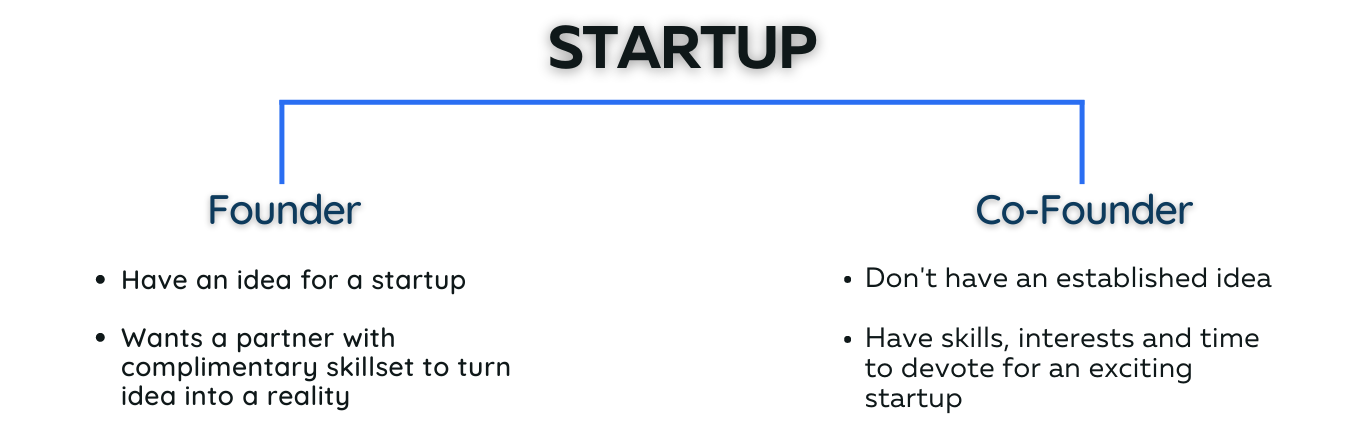 STARTUP
Founder
• Have an idea for a startup
• Wants a partner with
complimentary skillset to turn
idea into a reality
Co-Founder
• Don't have an established idea
• Have skills, interests and time
to devote for an exciting
startup